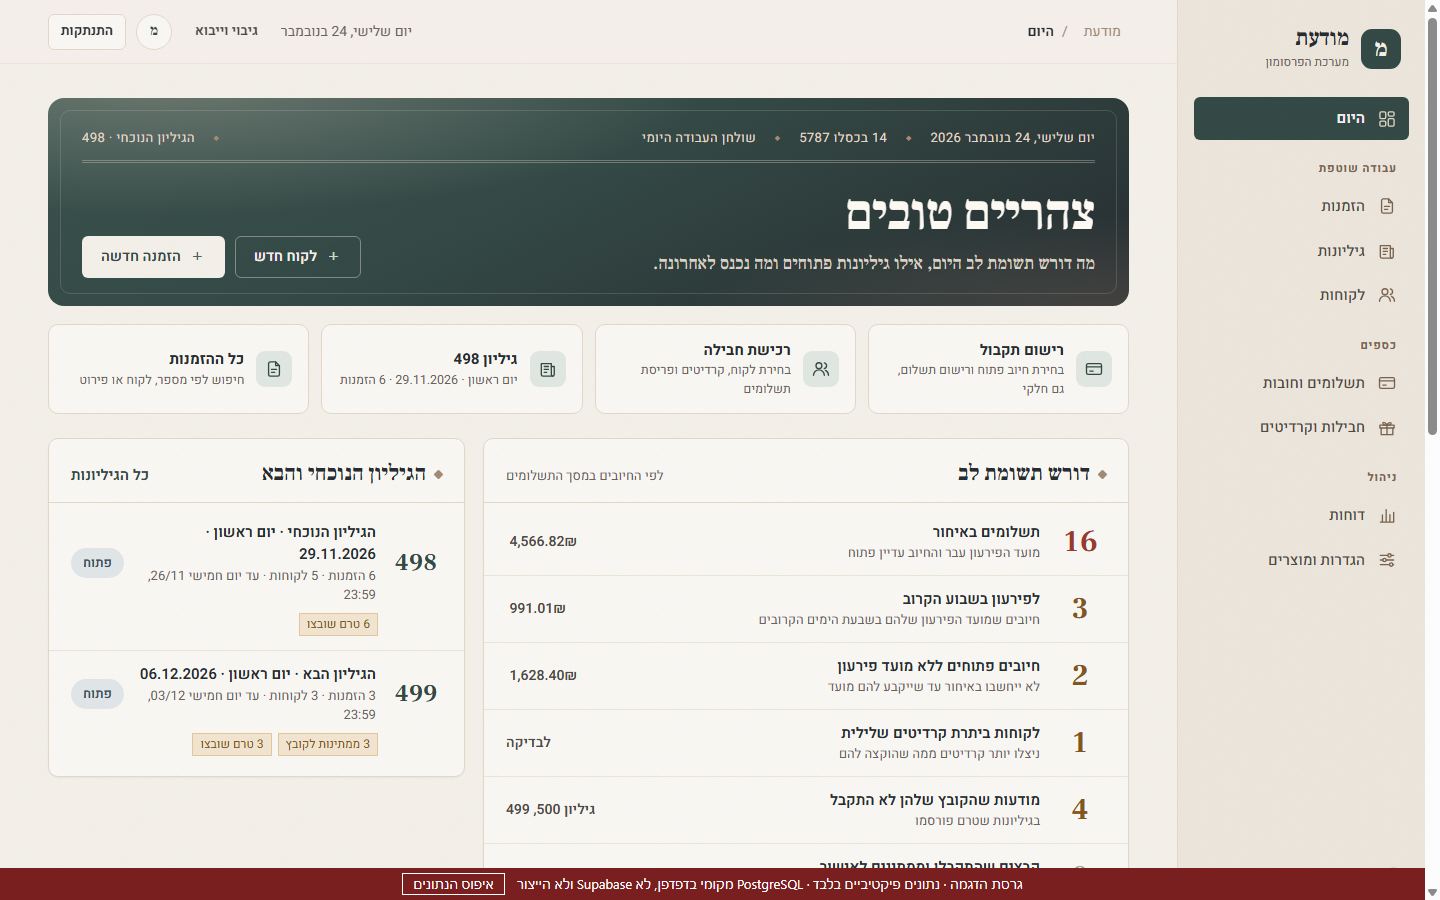 מ
מודעת
מערכת הפרסומון
היום
עבודה שוטפת
הזמנות
גיליונות
לקוחות
כספים
תשלומים וחובות
חבילות וקרדיטים
ניהול
דוחות
הגדרות ומוצרים
מודעת / היום
יום שלישי, 24 בנובמבר
גיבוי וייבוא
מ
התנתקות
יום שלישי, 24 בנובמבר 2026
14 בכסלו 5787
שולחן העבודה היומי
הגיליון הנוכחי · 498
צהריים טובים
מה דורש תשומת לב היום, אילו גיליונות פתוחים ומה נכנס לאחרונה.
+ לקוח חדש
+ הזמנה חדשה
רישום תקבול
בחירת חיוב פתוח ורישום תשלום,
גם חלקי
רכישת חבילה
בחירת לקוח, קרדיטים ופריסת
תשלומים
גיליון 498
יום ראשון · 29.11.2026 · 6 הזמנות
כל ההזמנות
חיפוש לפי מספר, לקוח או פירוט
דורש תשומת לב
לפי החיובים במסך התשלומים
16
תשלומים באיחור
מועד הפירעון עבר והחיוב עדיין פתוח
4,566.82₪
3
לפירעון בשבוע הקרוב
חיובים שמועד הפירעון שלהם בשבעת הימים הקרובים
991.01₪
2
חיובים פתוחים ללא מועד פירעון
לא ייחשבו באיחור עד שייקבע להם מועד
1,628.40₪
1
לקוחות ביתרת קרדיטים שלילית
ניצלו יותר קרדיטים ממה שהוקצה להם
לבדיקה
4
מודעות שהקובץ שלהן לא התקבל
בגיליונות שטרם פורסמו
גיליון 500, 499
קבצים שהתקבלו וממתינים לאישור
הגיליון הנוכחי והבא
כל הגיליונות
498
הגיליון הנוכחי · יום ראשון ·
29.11.2026
6 הזמנות · 5 לקוחות · עד יום חמישי 26/11,
23:59
6 טרם שובצו
פתוח
499
הגיליון הבא · יום ראשון · 06.12.2026
3 הזמנות · 3 לקוחות · עד יום חמישי 03/12,
23:59
3 ממתינות לקובץ
3 טרם שובצו
פתוח
גרסת הדגמה · נתונים פיקטיביים בלבד · PostgreSQL מקומי בדפדפן, לא Supabase ולא הייצור
איפוס הנתונים